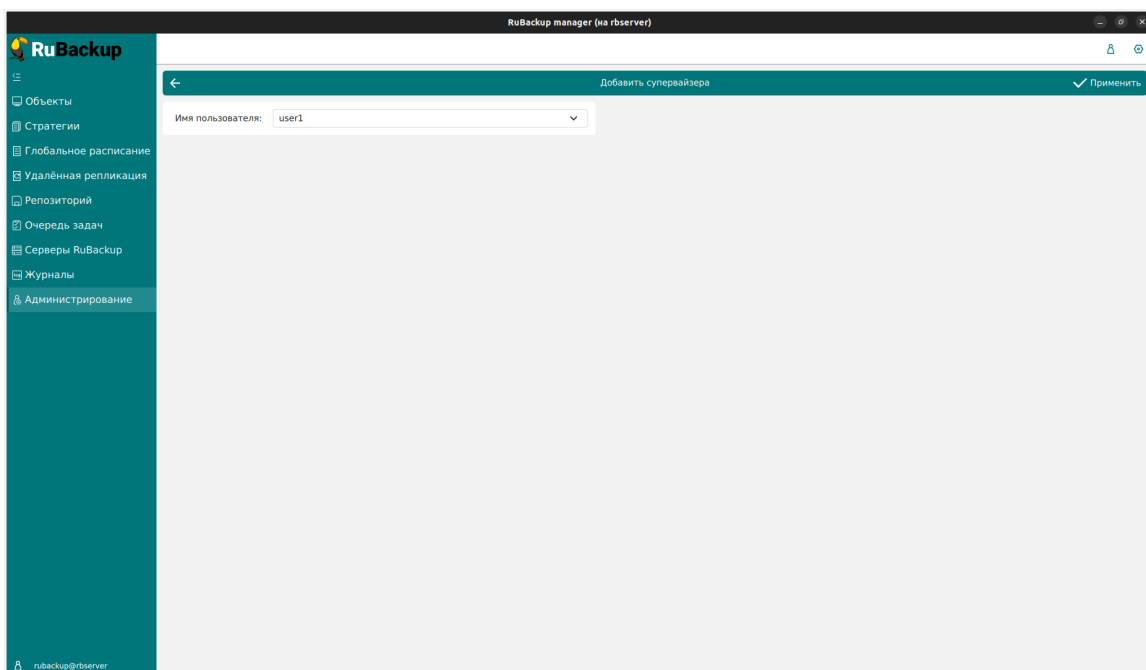 RuBackup manager (на rbserver)
RuBackup
Добавить супервайзера
Применить
Имя пользователя: user1
Объекты
Стратегии
Глобальное расписание
Удалённая репликация
Репозиторий
Очередь задач
Серверы RuBackup
Журналы
Администрирование
rubackup@rbserver